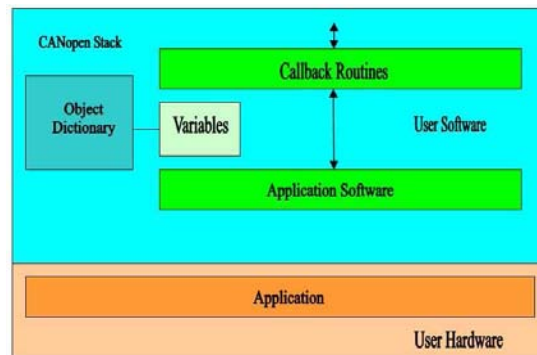 CANopen Stack
Callback Routines
Object
Dictionary
Variables
User Software
Application Software
Application
User Hardware